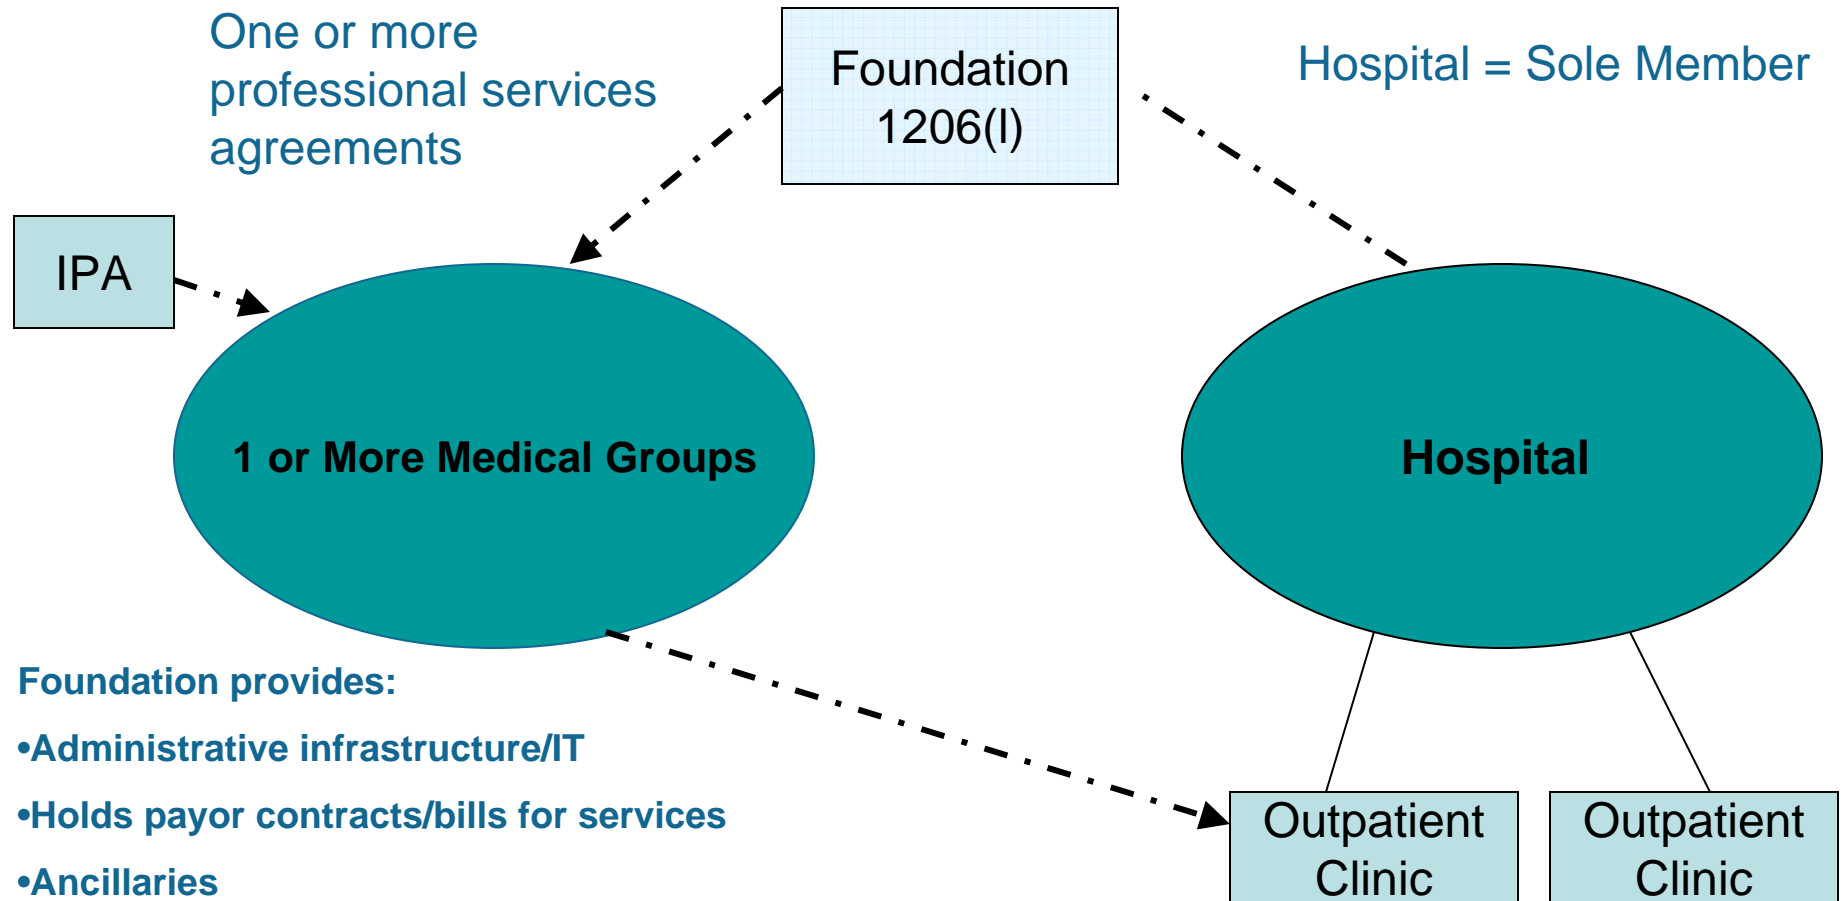 One or more
professional services
agreements
Foundation
1206(l)
Hospital = Sole Member
IPA
1 or More Medical Groups
Hospital
Foundation provides:
•Administrative infrastructure/IT
•Holds payor contracts/bills for services
•Ancillaries
Outpatient
Clinic
Outpatient
Clinic